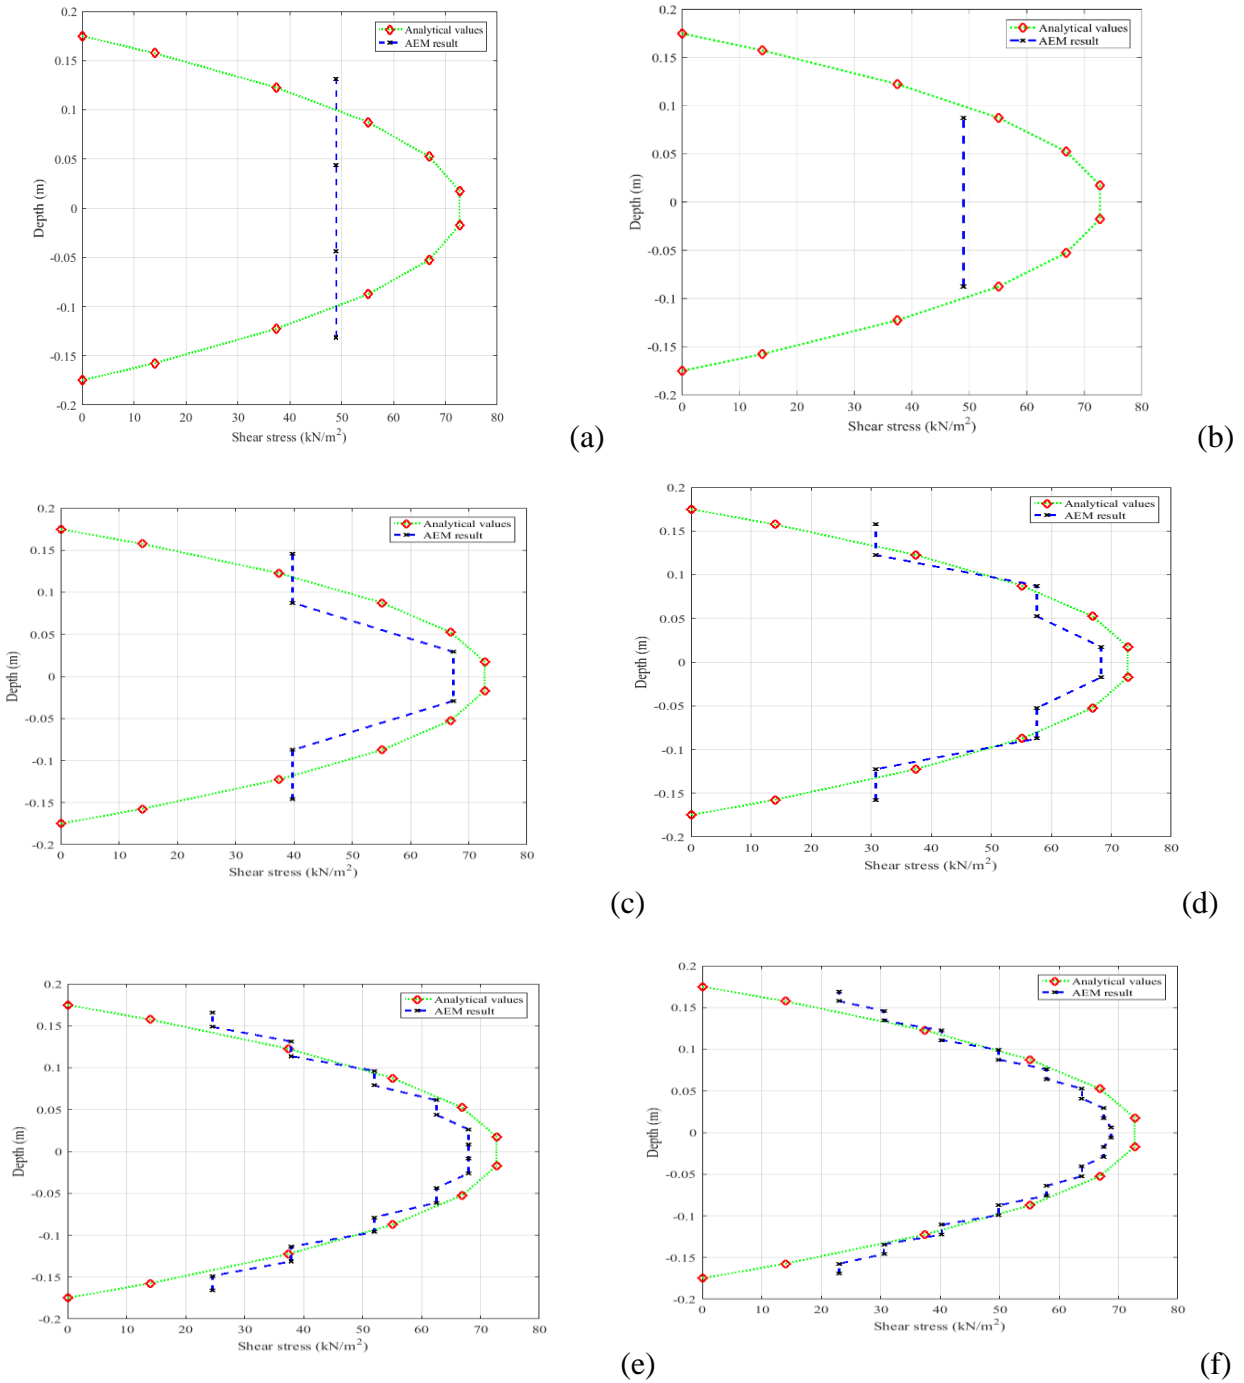 0.2
Analytical values
AEM result
0.15
0.1
0.05
0
-0.05
-0.1
-0.15
-0.2
Depth (m)
0 10 20 30 40 50 60 70 80
Shear stress (kN/m²)
(a)
0.2
Analytical values
AEM result
0.15
0.1
0.05
0
-0.05
-0.1
-0.15
-0.2
Depth (m)
0 10 20 30 40 50 60 70 80
Shear stress (kN/m²)
(b)
0.2
Analytical values
AEM result
0.15
0.1
0.05
0
-0.05
-0.1
-0.15
-0.2
Depth (m)
0 10 20 30 40 50 60 70 80
Shear stress (kN/m²)
(c)
0.2
Analytical values
AEM result
0.15
0.1
0.05
0
-0.05
-0.1
-0.15
-0.2
Depth (m)
0 10 20 30 40 50 60 70 80
Shear stress (kN/m²)
(d)
0.2
Analytical values
AEM result
0.15
0.1
0.05
0
-0.05
-0.1
-0.15
-0.2
Depth (m)
0 10 20 30 40 50 60 70 80
Shear stress (kN/m²)
(e)
0.2
Analytical values
AEM result
0.15
0.1
0.05
0
-0.05
-0.1
-0.15
-0.2
Depth (m)
0 10 20 30 40 50 60 70 80
Shear stress (kN/m²)
(f)